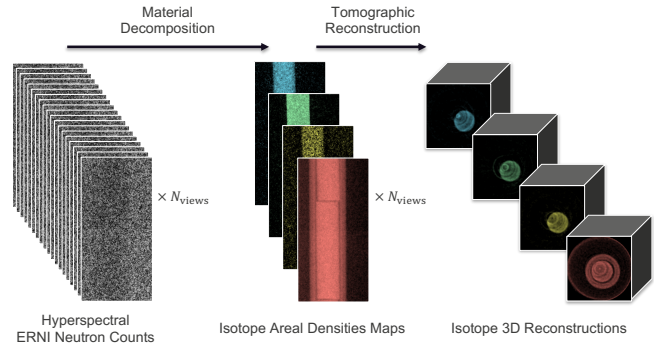 Material
Decomposition
Tomographic
Reconstruction
× N_views
× N_views
Hyperspectral
ERNI Neutron Counts
Isotope Areal Densities Maps
Isotope 3D Reconstructions